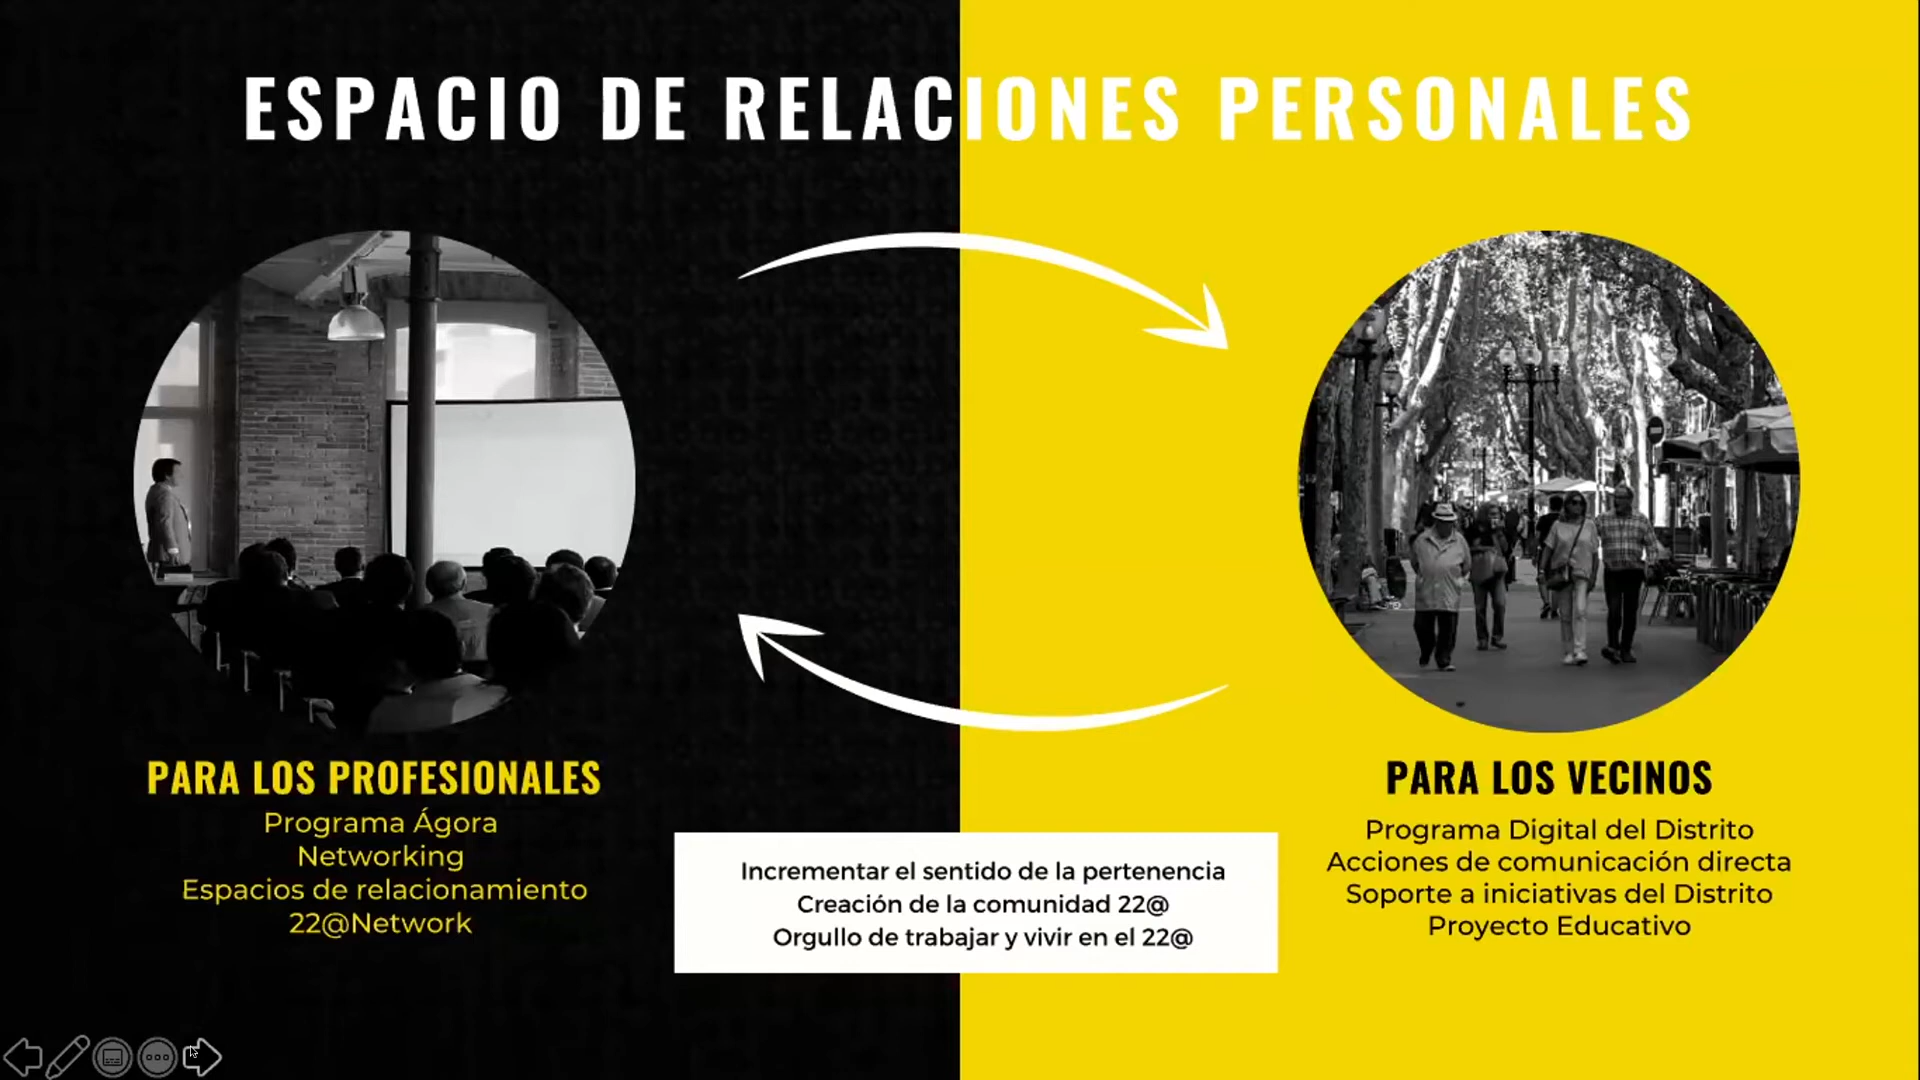 ESPACIO DE RELACIONES PERSONALES
PARA LOS PROFESIONALES
Programa Ágora
Networking
Espacios de relacionamiento
22@Network
Incrementar el sentido de la pertenencia
Creación de la comunidad 22@
Orgullo de trabajar y vivir en el 22@
PARA LOS VECINOS
Programa Digital del Distrito
Acciones de comunicación directa
Soporte a iniciativas del Distrito
Proyecto Educativo